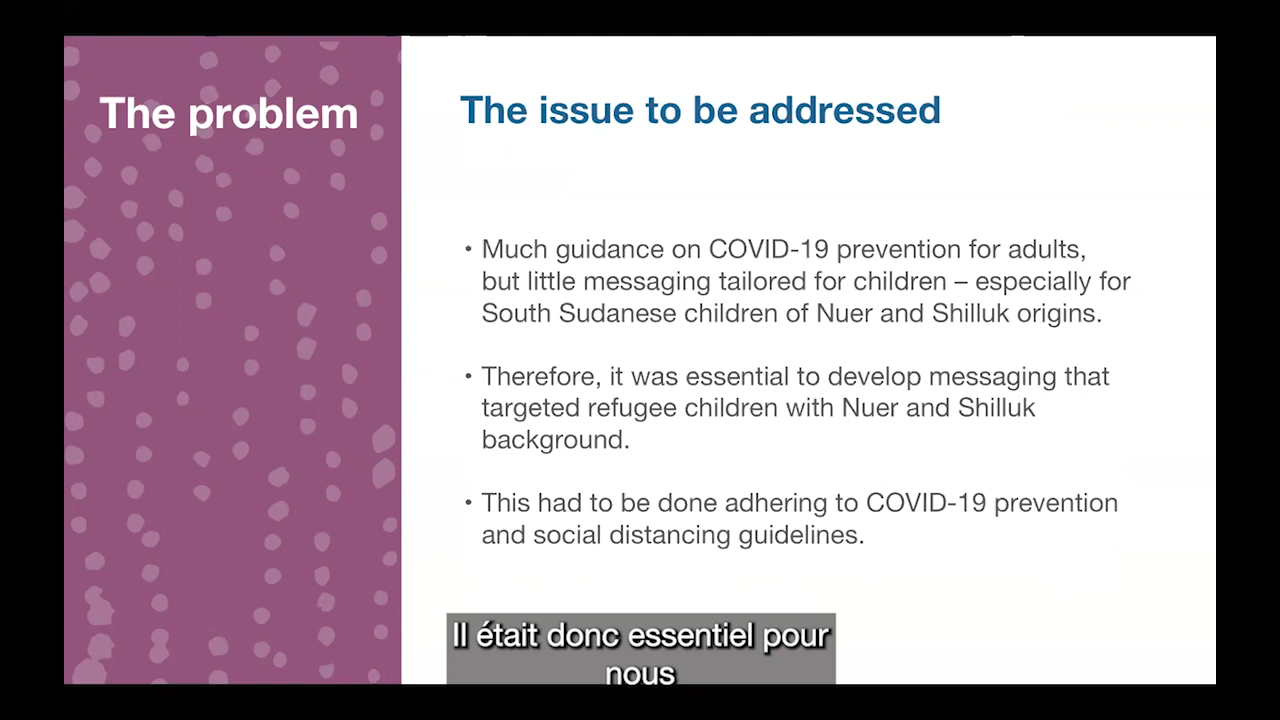 The problem
The issue to be addressed
• Much guidance on COVID-19 prevention for adults,
but little messaging tailored for children – especially for
South Sudanese children of Nuer and Shilluk origins.
• Therefore, it was essential to develop messaging that
targeted refugee children with Nuer and Shilluk
background.
• This had to be done adhering to COVID-19 prevention
and social distancing guidelines.
Il était donc essentiel pour
nous